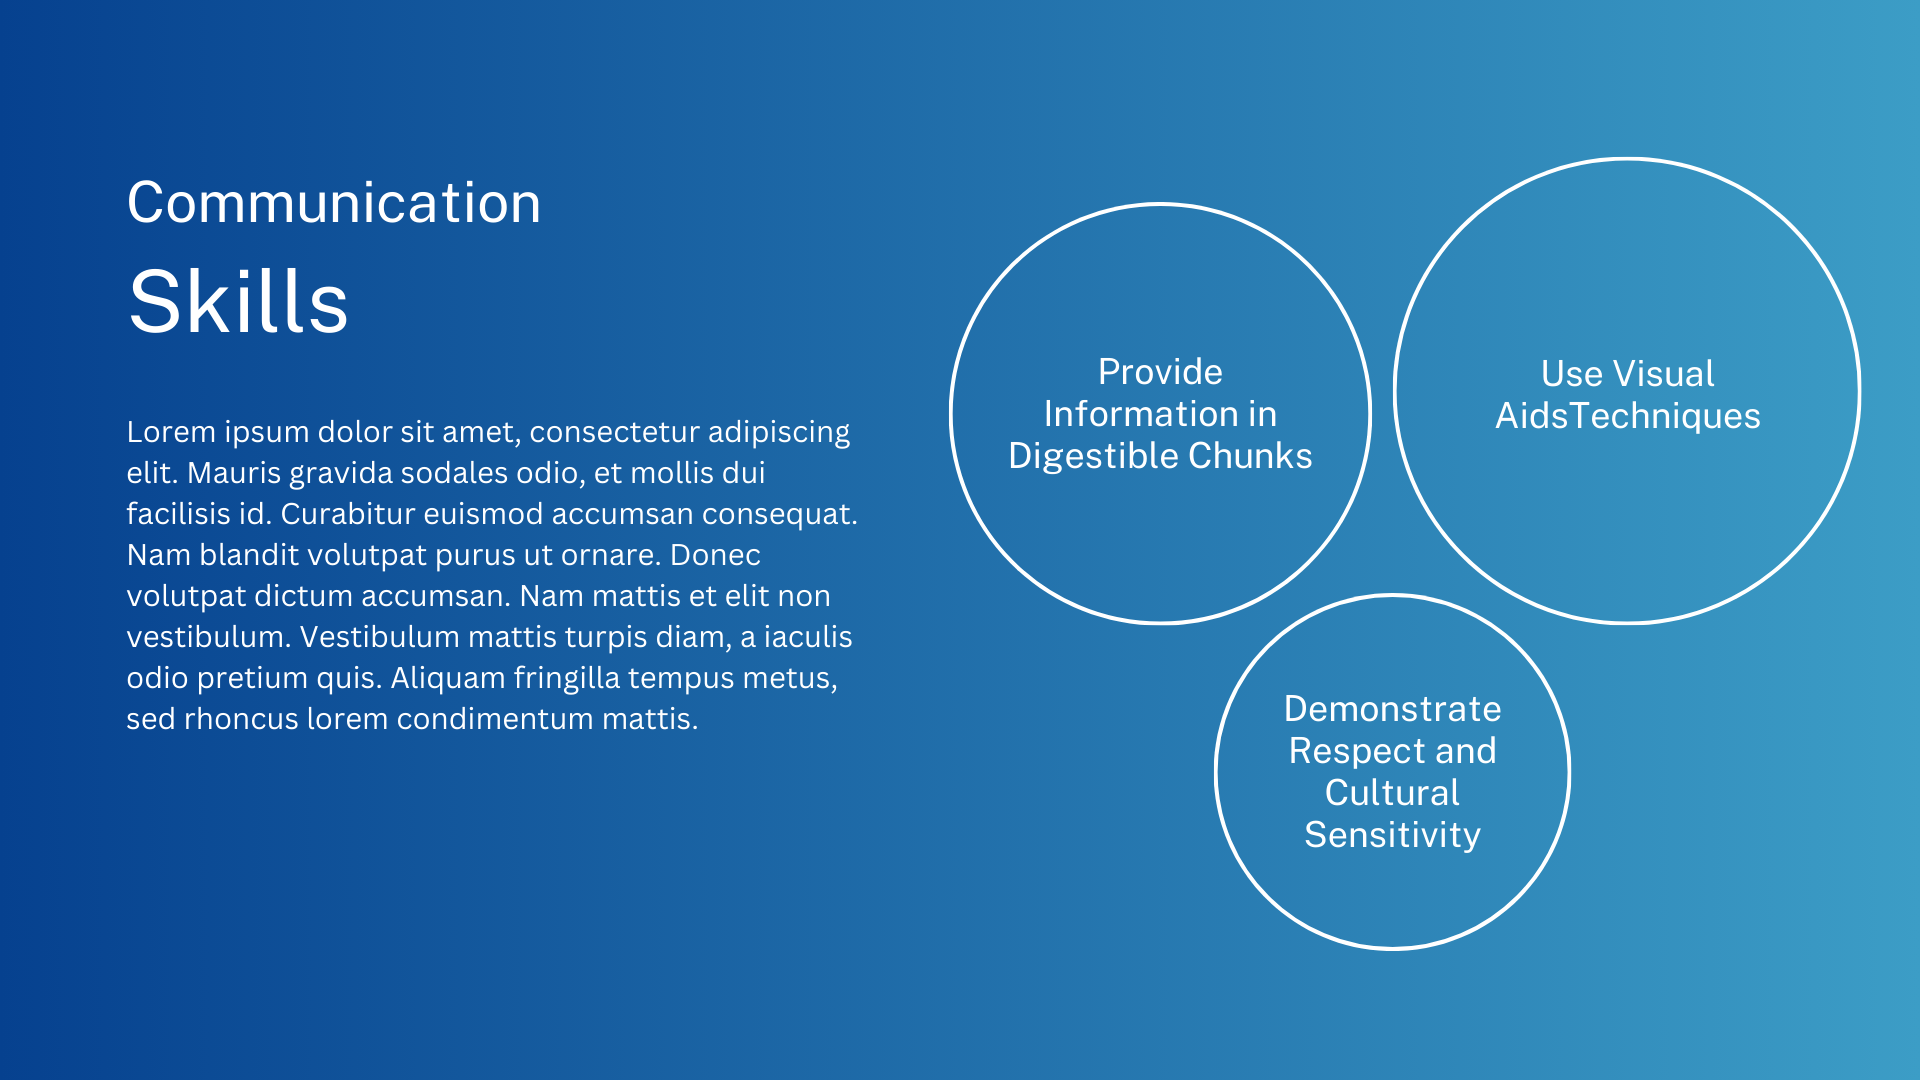 Communication
Skills
Lorem ipsum dolor sit amet, consectetur adipiscing
elit. Mauris gravida sodales odio, et mollis dui
facilisis id. Curabitur euismod accumsan consequat.
Nam blandit volutpat purus ut ornare. Donec
volutpat dictum accumsan. Nam mattis et elit non
vestibulum. Vestibulum mattis turpis diam, a iaculis
odio pretium quis. Aliquam fringilla tempus metus,
sed rhoncus lorem condimentum mattis.
Provide
Information in
Digestible Chunks
Use Visual
AidsTechniques
Demonstrate
Respect and
Cultural
Sensitivity